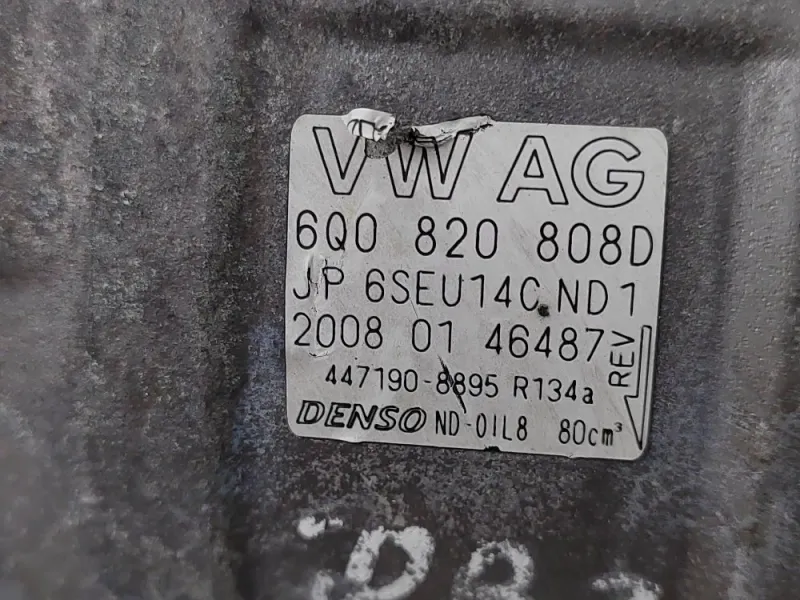 VW AG
6Q0 820 808D
JP 6SEU14C ND1
2008 01 46487
REV
447190-8895 R134a
DENSO ND-OIL8 80cm³